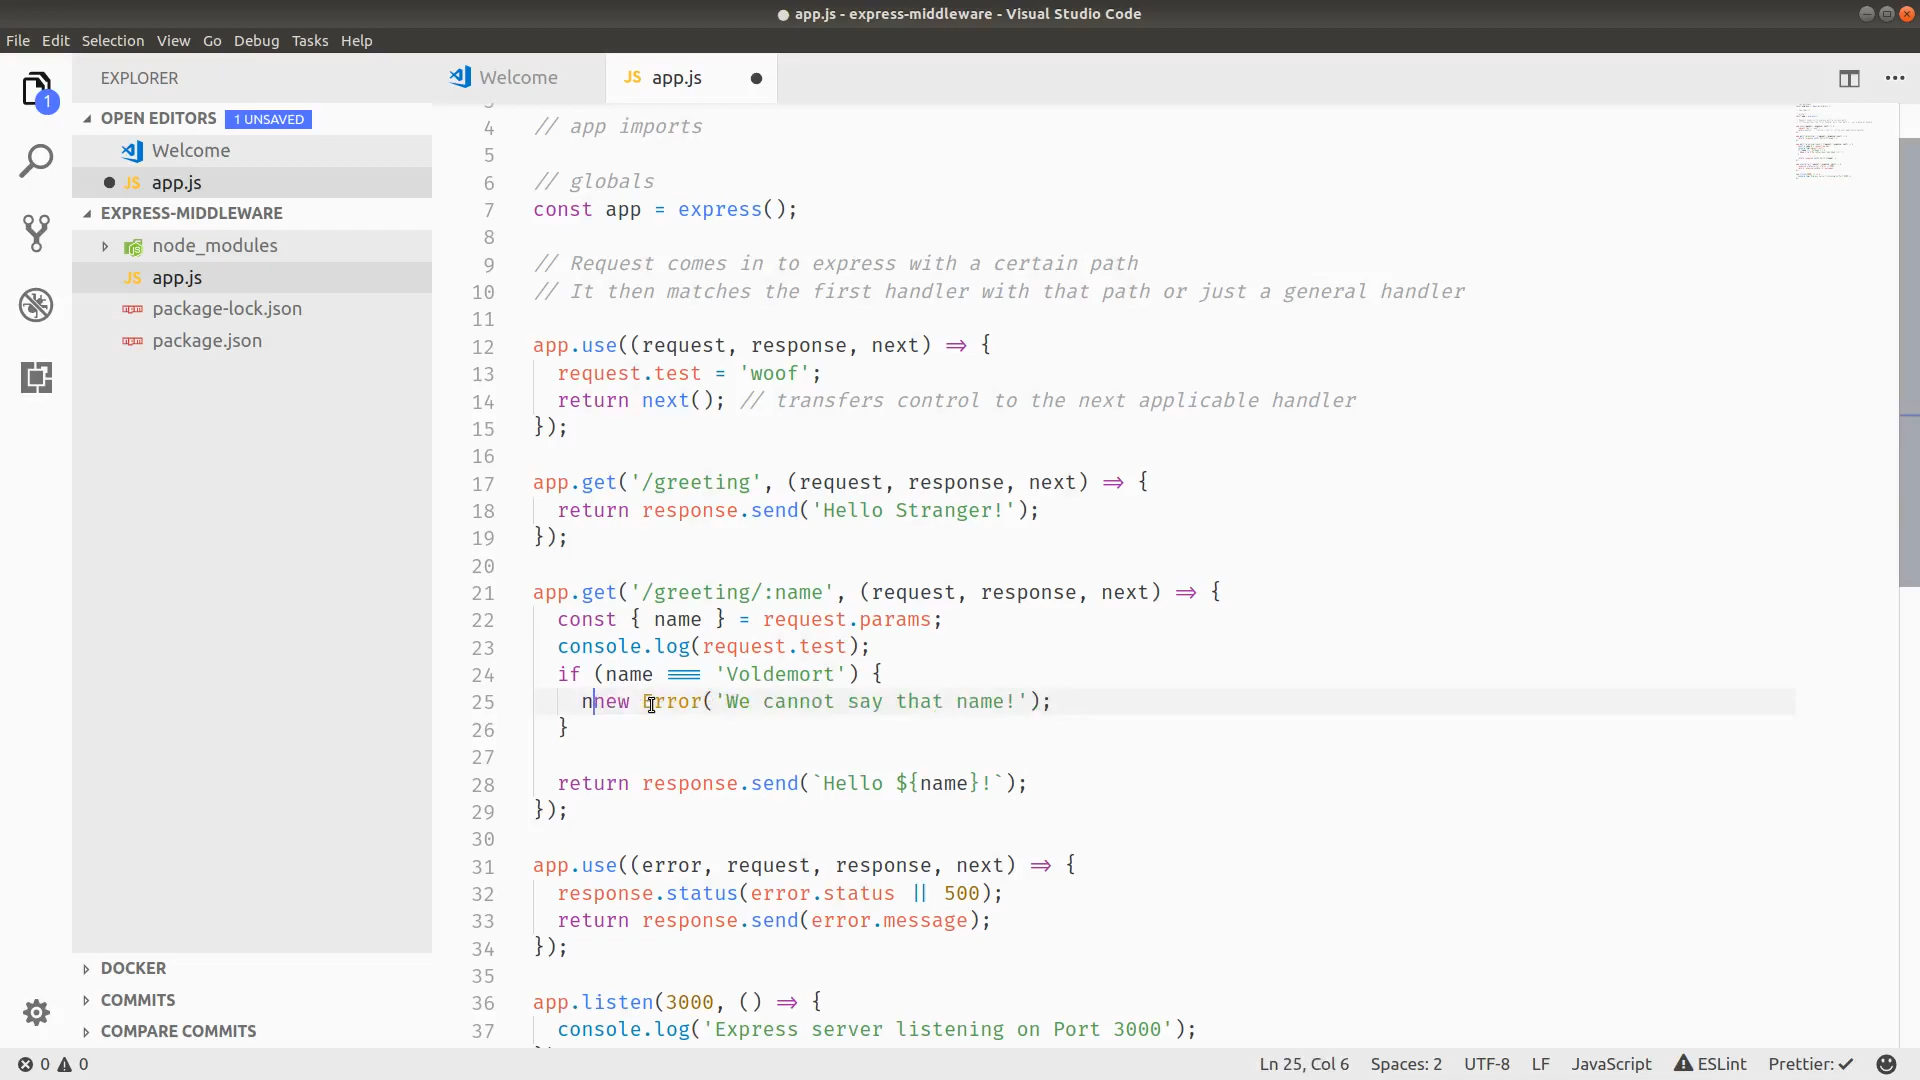 app.js - express-middleware - Visual Studio Code
File Edit Selection View Go Debug Tasks Help
1
EXPLORER
Welcome
JS app.js
OPEN EDITORS 1 UNSAVED
Welcome
JS app.js
EXPRESS-MIDDLEWARE
node_modules
JS app.js
package-lock.json
package.json
DOCKER
COMMITS
COMPARE COMMITS
4 // app imports
5
6 // globals
7 const app = express();
8
9 // Request comes in to express with a certain path
10 // It then matches the first handler with that path or just a general handler
11
12 app.use((request, response, next) => {
13 request.test = 'woof';
14 return next(); // transfers control to the next applicable handler
15 });
16
17 app.get('/greeting', (request, response, next) => {
18 return response.send('Hello Stranger!');
19 });
20
21 app.get('/greeting/:name', (request, response, next) => {
22 const { name } = request.params;
23 console.log(request.test);
24 if (name === 'Voldemort') {
25 nnew Error('We cannot say that name!');
26 }
27
28 return response.send(`Hello ${name}!`);
29 });
30
31 app.use((error, request, response, next) => {
32 response.status(error.status || 500);
33 return response.send(error.message);
34 });
35
36 app.listen(3000, () => {
37 console.log('Express server listening on Port 3000');
0 0 Ln 25, Col 6 Spaces: 2 UTF-8 LF JavaScript ESLint Prettier: ✓